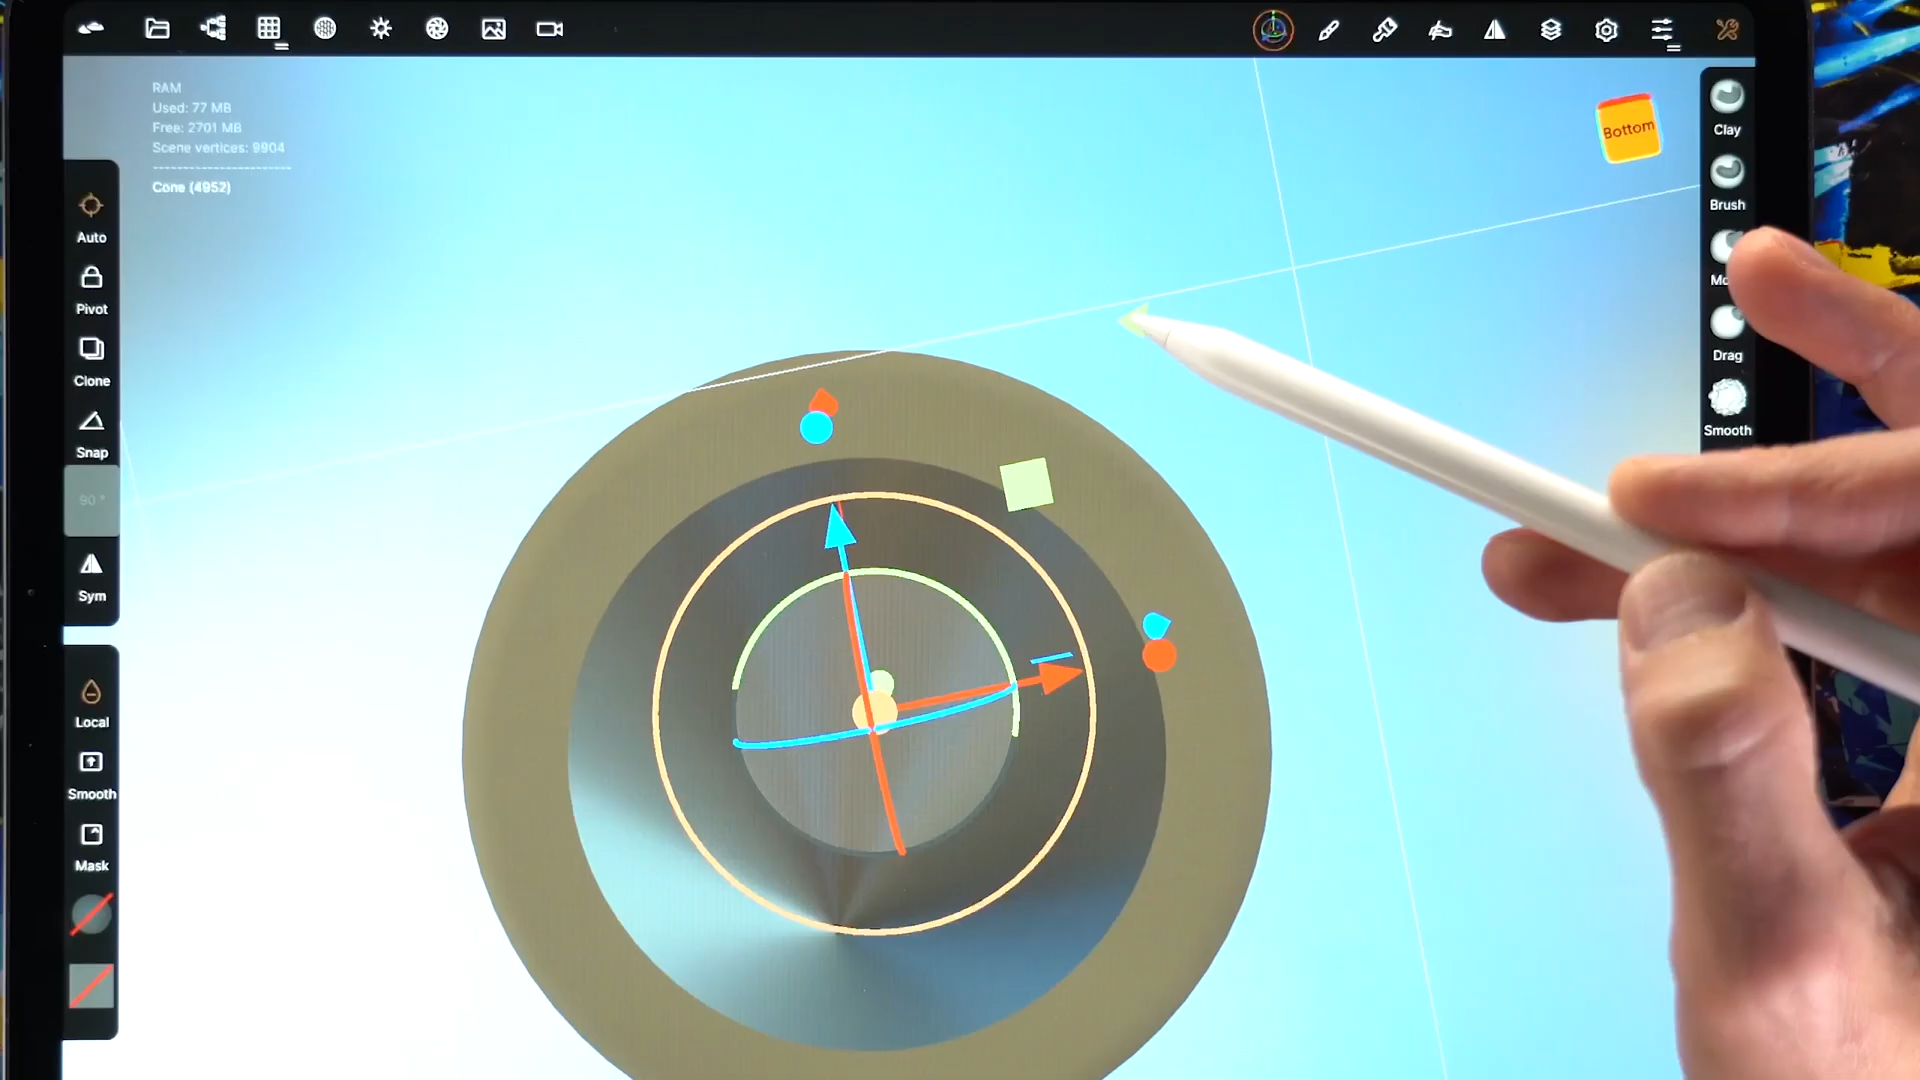 RAM
Used: 77 MB
Free: 2701 MB
Scene vertices: 9904
Cone (4952)
Auto
Pivot
Clone
Snap
90 °
Sym
Local
Smooth
Mask
Bottom
Clay
Brush
Drag
Smooth